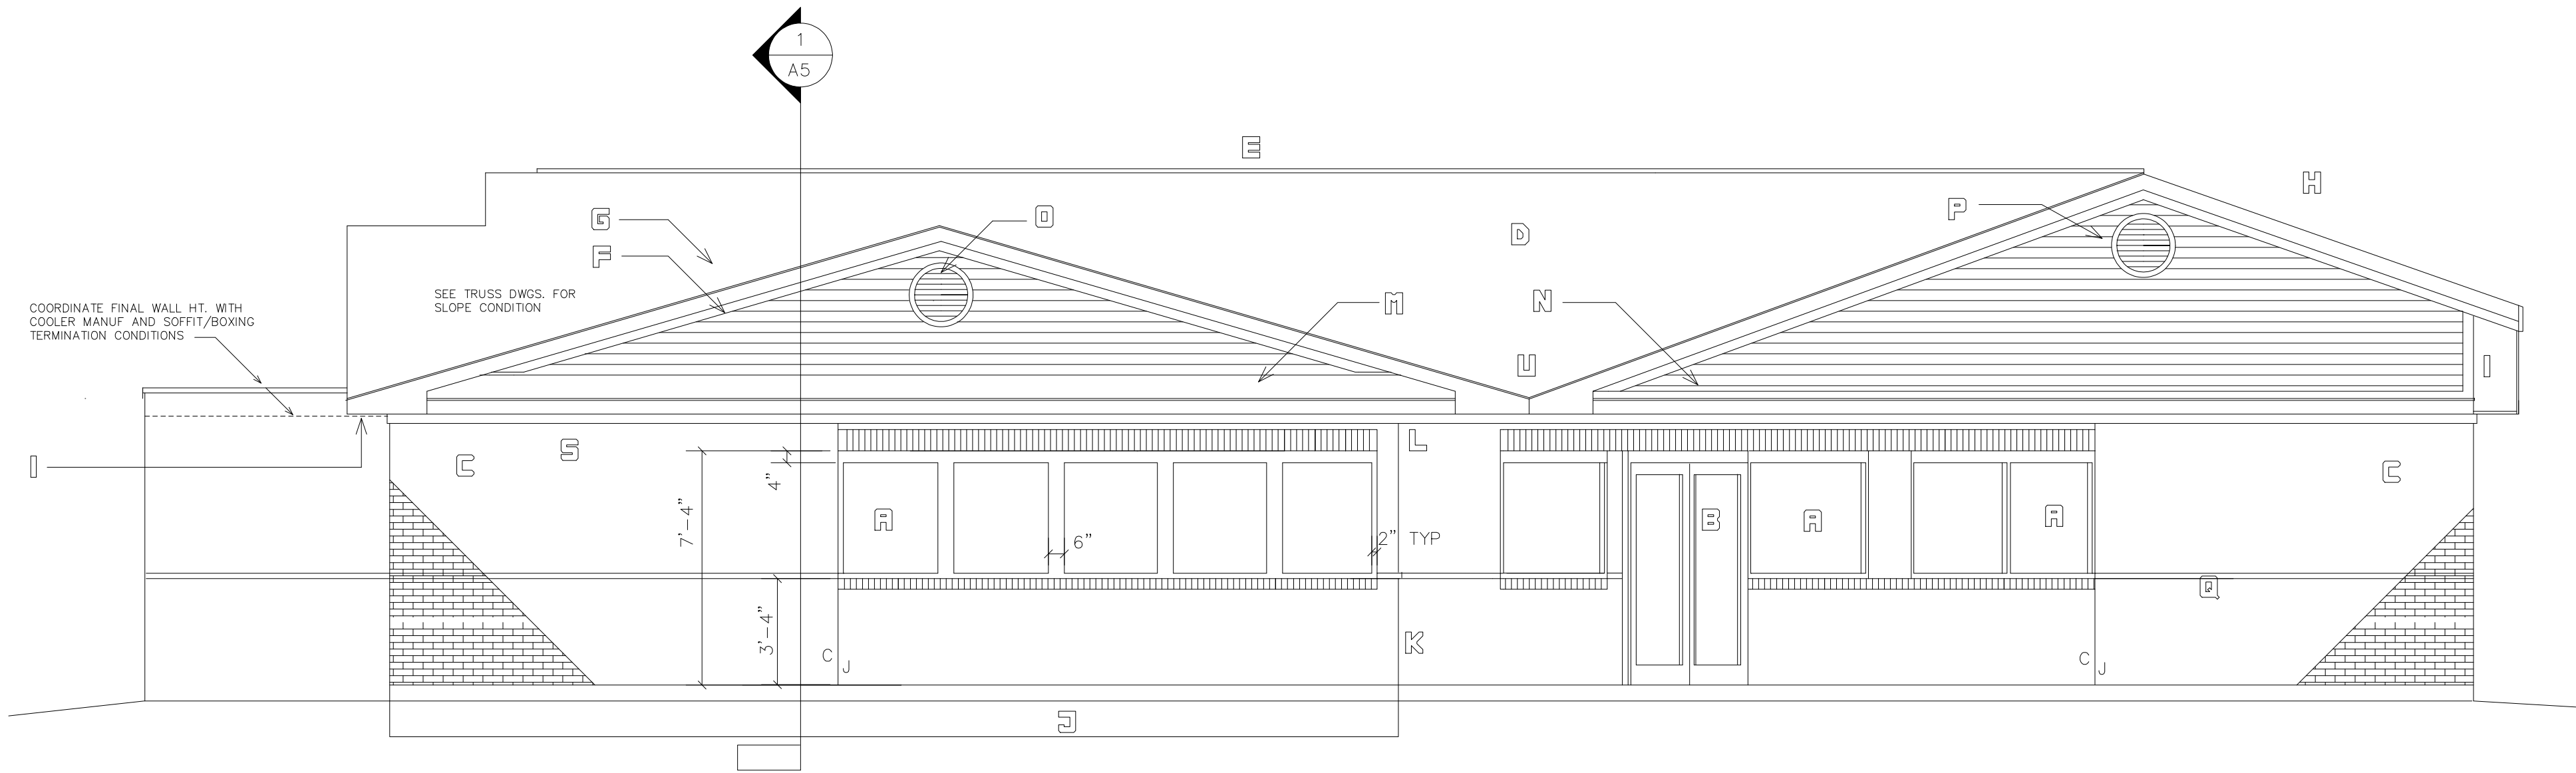 1
A5
E
H
G
O
P
D
F
SEE TRUSS DWGS. FOR
SLOPE CONDITION
M
N
COORDINATE FINAL WALL HT. WITH
COOLER MANUF AND SOFFIT/BOXING
TERMINATION CONDITIONS
U
I
S
L
C
I
C
4"
7'-4"
A
B
A
A
6"
2" TYP
Q
3'-4"
K
C
J
C
J
J